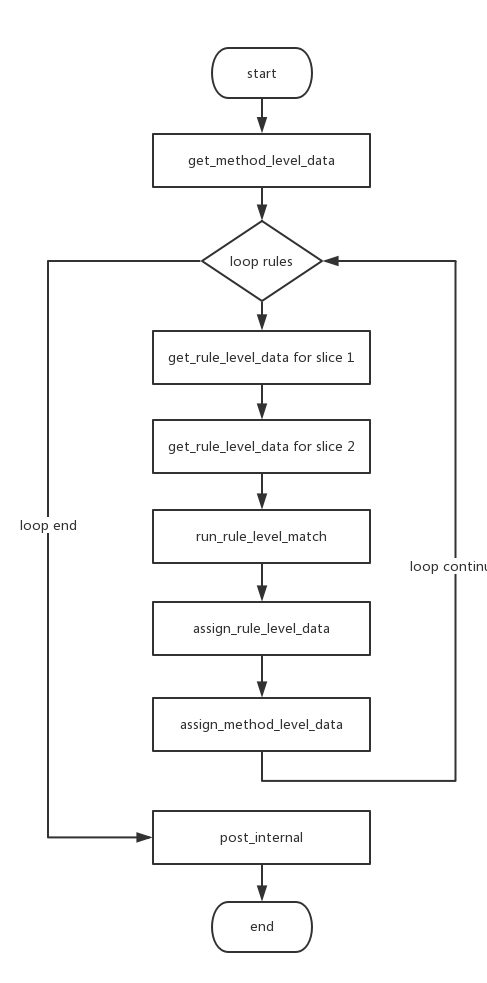 start
get_method_level_data
loop rules
get_rule_level_data for slice 1
get_rule_level_data for slice 2
loop end
run_rule_level_match
loop continu
assign_rule_level_data
assign_method_level_data
post_internal
end